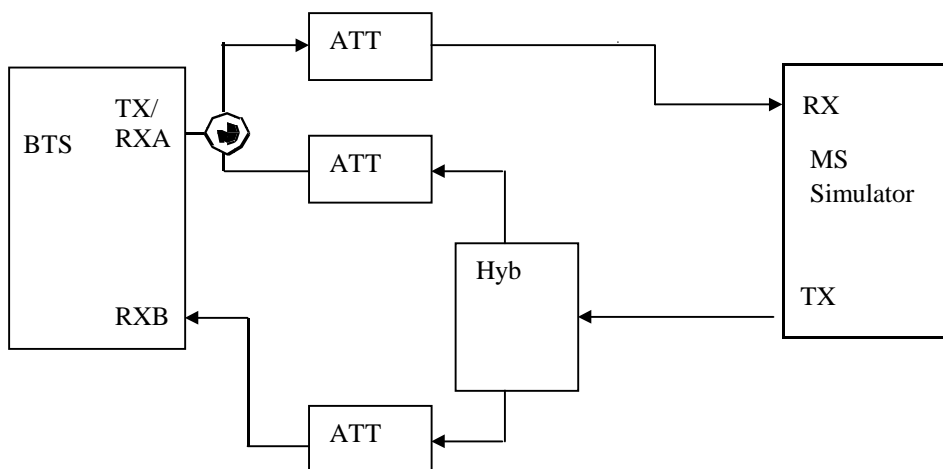 ATT
TX/
RXA
BTS
RX
MS
Simulator
ATT
Hyb
TX
RXB
ATT